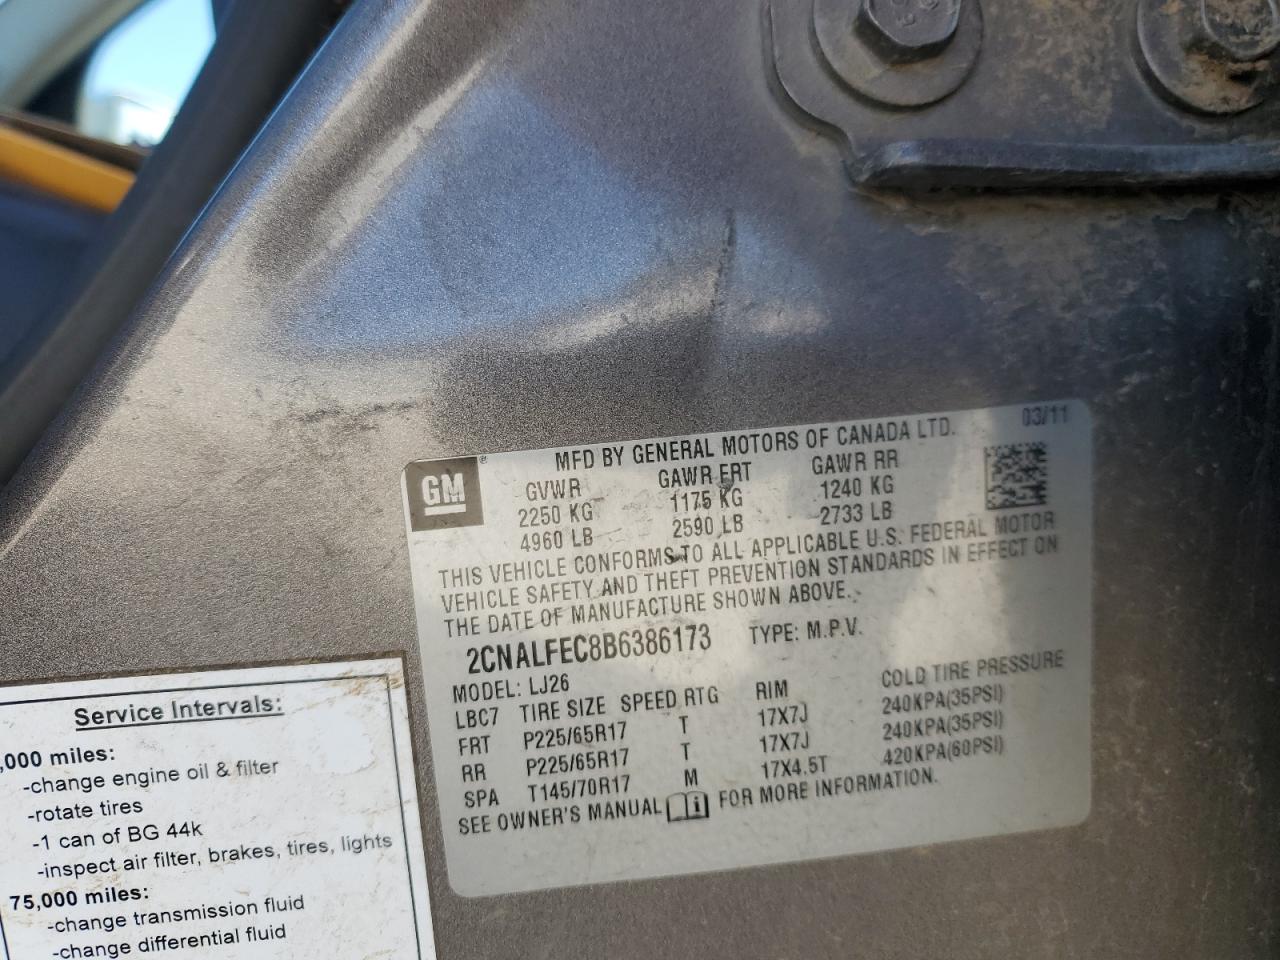 MFD BY GENERAL MOTORS OF CANADA LTD. 03/11
GM®
GVWR GAWR FRT GAWR RR
2250 KG 1175 KG 1240 KG
4960 LB 2590 LB 2733 LB
THIS VEHICLE CONFORMS TO ALL APPLICABLE U.S. FEDERAL MOTOR
VEHICLE SAFETY AND THEFT PREVENTION STANDARDS IN EFFECT ON
THE DATE OF MANUFACTURE SHOWN ABOVE.
2CNALFEC8B6386173 TYPE: M.P.V.
MODEL: LJ26
LBC7 TIRE SIZE SPEED RTG RIM COLD TIRE PRESSURE
FRT P225/65R17 T 17X7J 240KPA(35PSI)
RR P225/65R17 T 17X7J 240KPA(35PSI)
SPA T145/70R17 M 17X4.5T 420KPA(60PSI)
SEE OWNER'S MANUAL i FOR MORE INFORMATION.
Service Intervals:
,000 miles:
-change engine oil & filter
-rotate tires
-1 can of BG 44k
-inspect air filter, brakes, tires, lights
75,000 miles:
-change transmission fluid
-change differential fluid